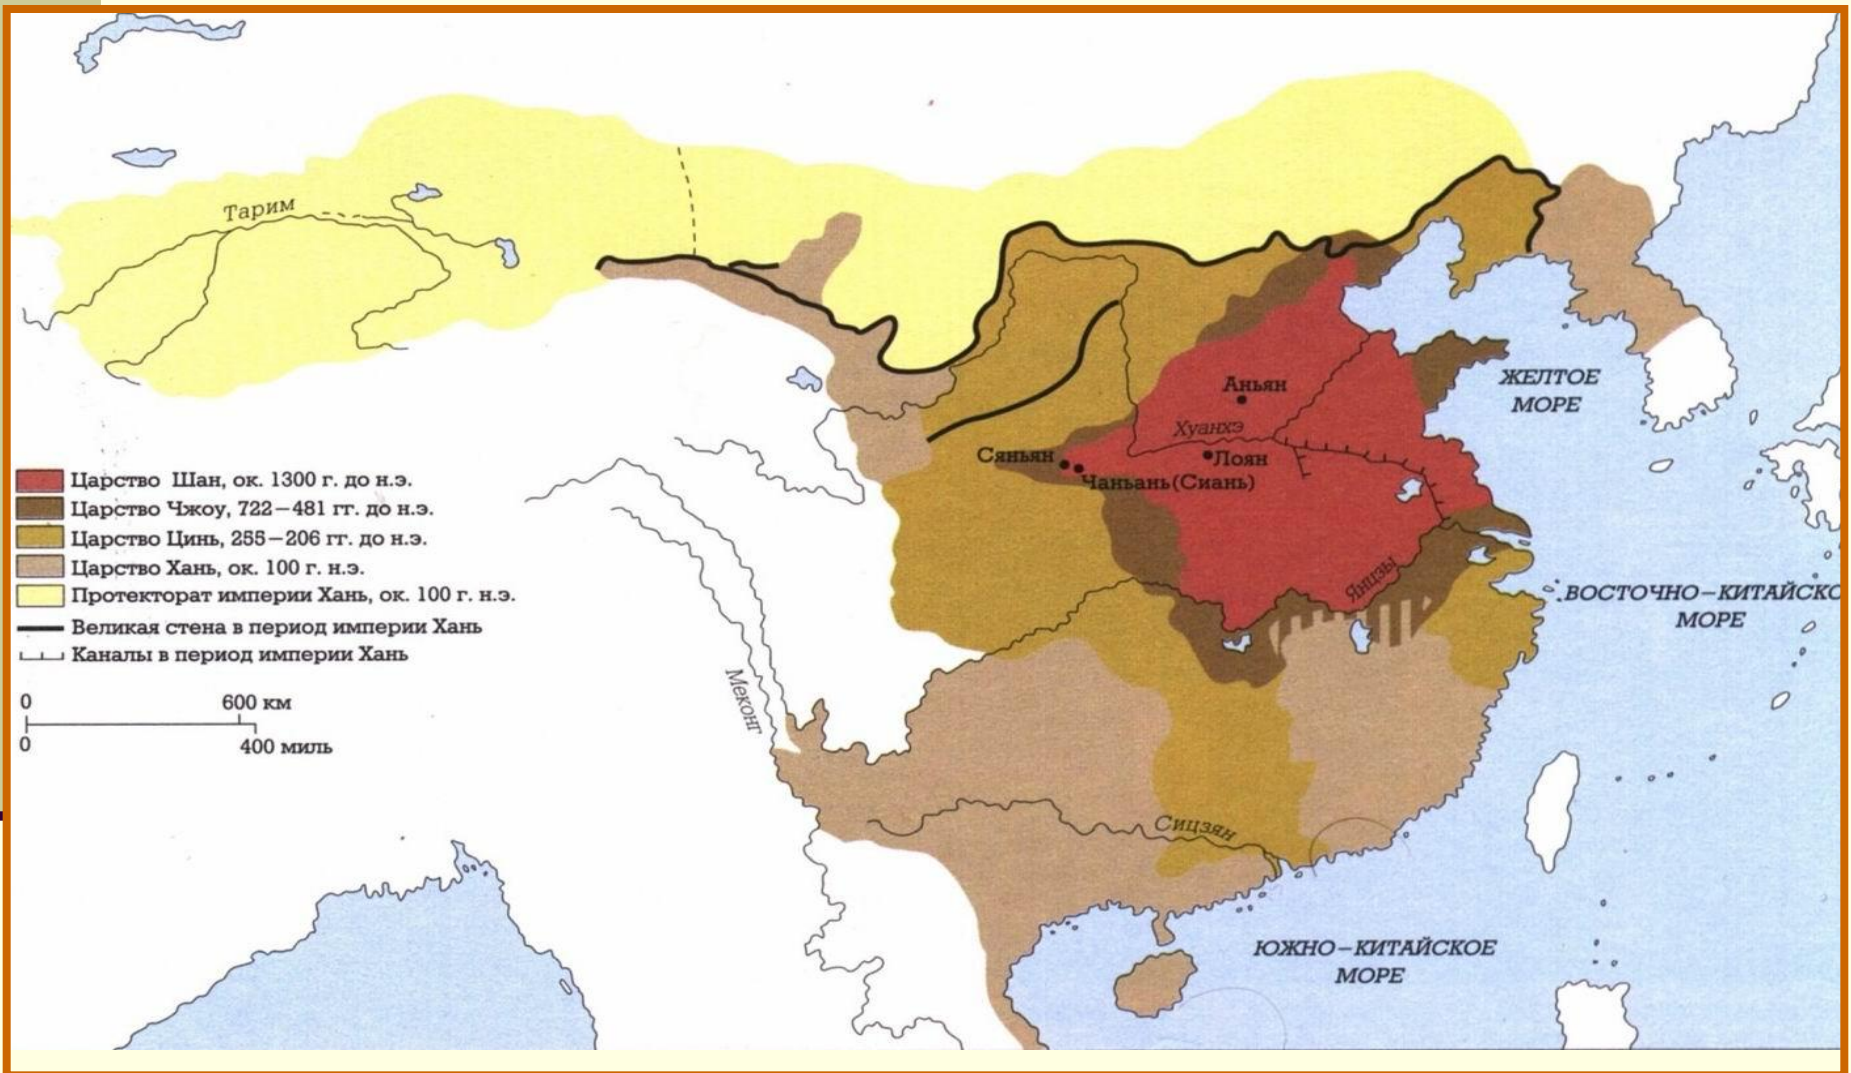 Тарим
Аньян
ЖЕЛТОЕ
МОРЕ
Хуанхэ
Сяньян
Лоян
Чаньань(Сиань)
Царство Шан, ок. 1300 г. до н.э.
Царство Чжоу, 722–481 гг. до н.э.
Царство Цинь, 255–206 гг. до н.э.
Царство Хань, ок. 100 г. н.э.
Протекторат империи Хань, ок. 100 г. н.э.
Великая стена в период империи Хань
Каналы в период империи Хань
Янцзы
ВОСТОЧНО–КИТАЙСКО
МОРЕ
Меконг
0 600 км
0 400 миль
Сицзян
ЮЖНО–КИТАЙСКОЕ
МОРЕ